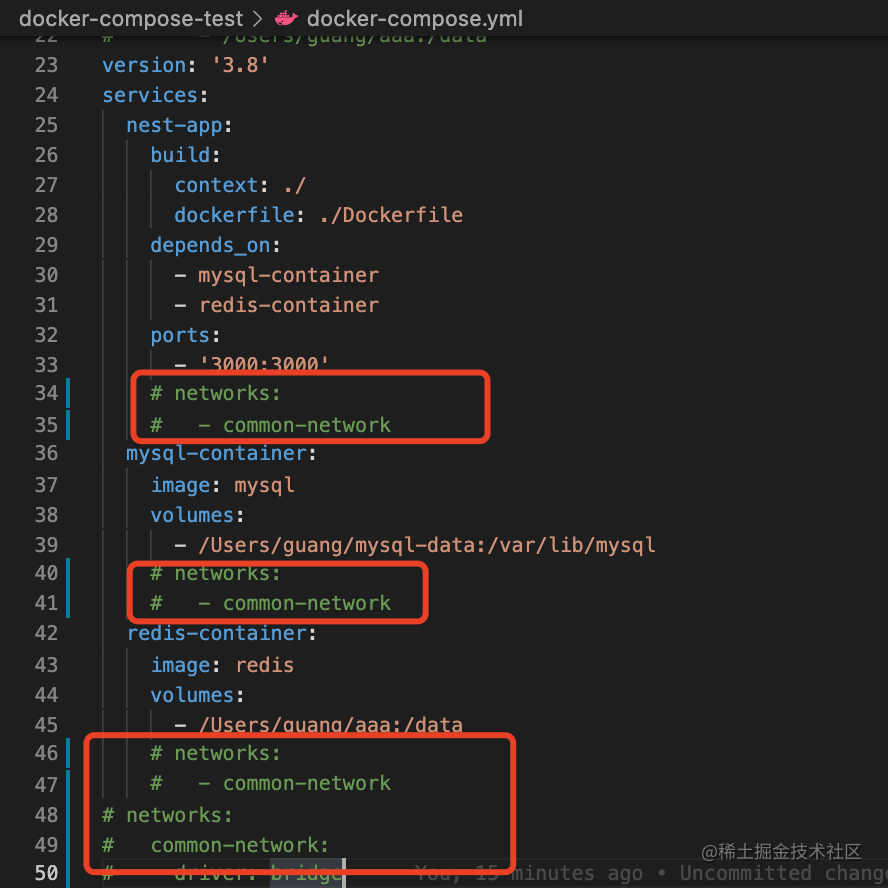 docker-compose-test > docker-compose.yml
22 #       - /Users/guang/aaa:/data
23 version: '3.8'
24 services:
25   nest-app:
26     build:
27       context: ./
28       dockerfile: ./Dockerfile
29     depends_on:
30       - mysql-container
31       - redis-container
32     ports:
33       - '3000:3000'
34     # networks:
35     #   - common-network
36   mysql-container:
37     image: mysql
38     volumes:
39       - /Users/guang/mysql-data:/var/lib/mysql
40     # networks:
41     #   - common-network
42   redis-container:
43     image: redis
44     volumes:
45       - /Users/guang/aaa:/data
46     # networks:
47     #   - common-network
48 # networks:
49 #   common-network:
50 #     driver: bridge     You, 15 minutes ago • Uncommitted chang
@稀土掘金技术社区